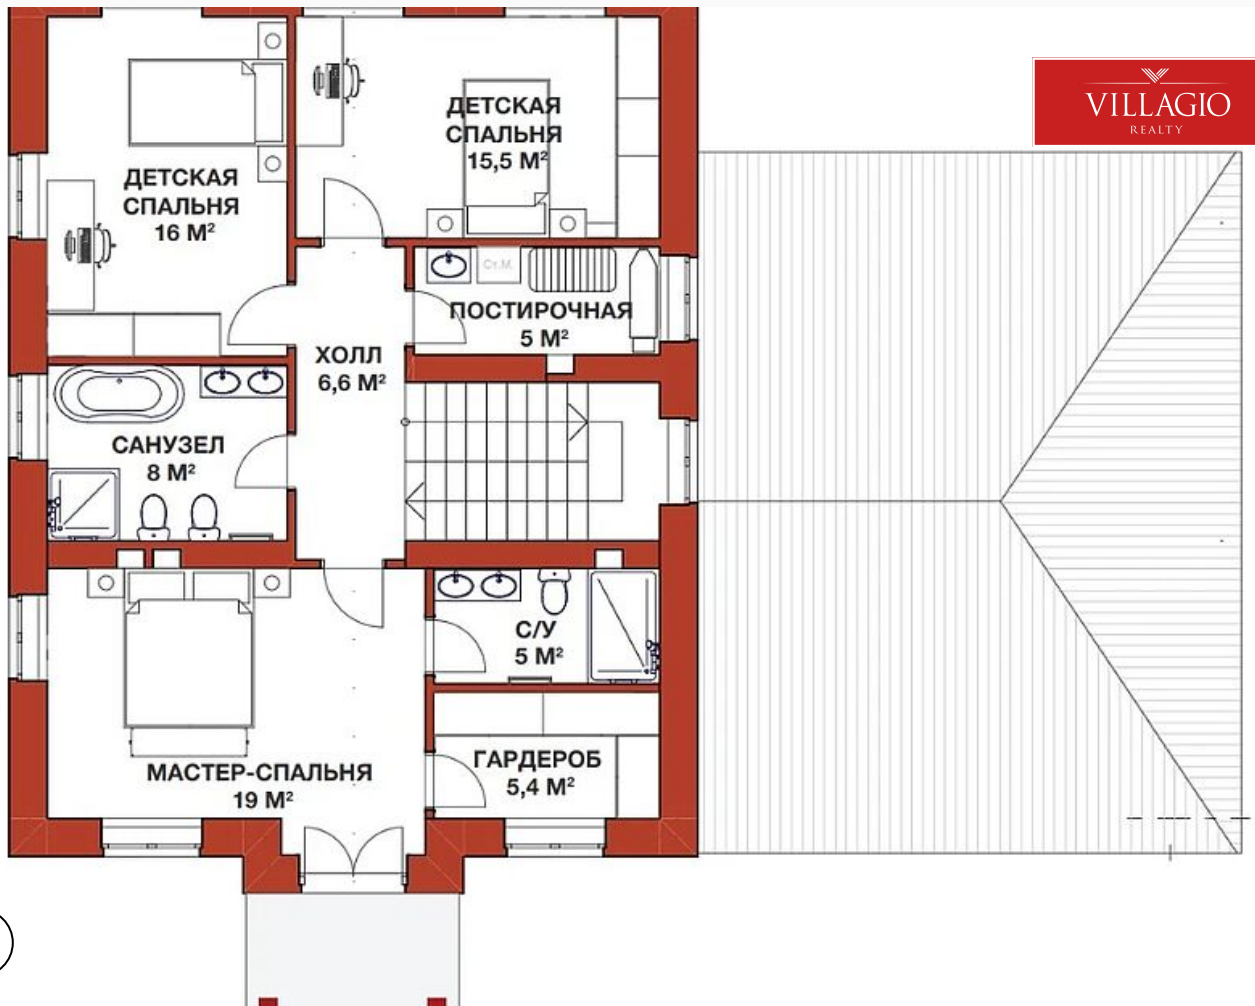 VILLAGIO
REALTY
ДЕТСКАЯ
СПАЛЬНЯ
15,5 М²
ДЕТСКАЯ
СПАЛЬНЯ
16 М²
Ст.М.
ПОСТИРОЧНАЯ
5 М²
ХОЛЛ
6,6 М²
САНУЗЕЛ
8 М²
С/У
5 М²
МАСТЕР-СПАЛЬНЯ
19 М²
ГАРДЕРОБ
5,4 М²